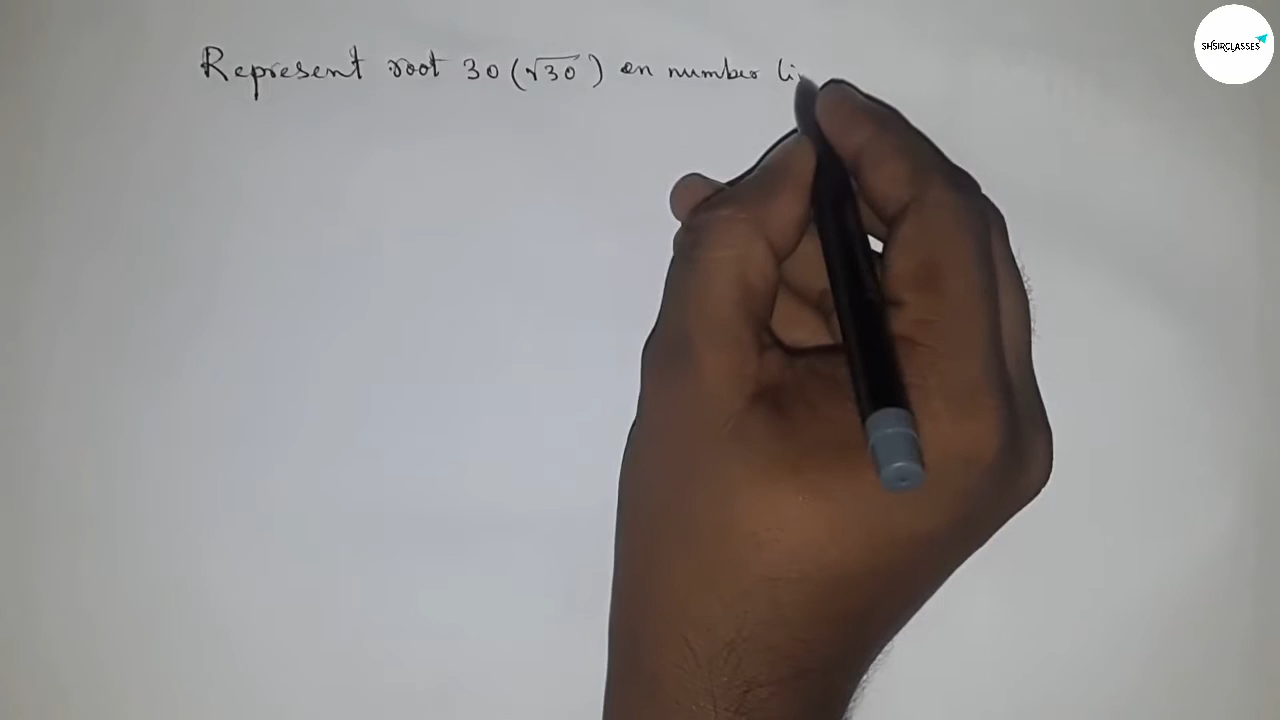 Represent root 30 (√30) on number li
SHSIRCLASSES